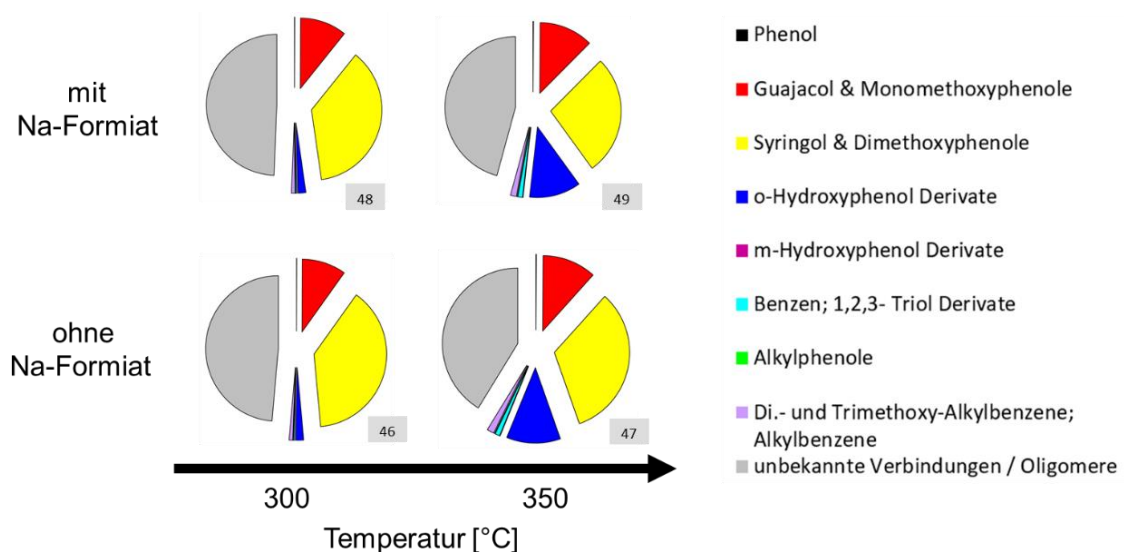 mit
Na-Formiat
48
49
ohne
Na-Formiat
46
47
300
350
Temperatur [°C]
Phenol
Guajacol & Monomethoxyphenole
Syringol & Dimethoxyphenole
o-Hydroxyphenol Derivate
m-Hydroxyphenol Derivate
Benzen; 1,2,3- Triol Derivate
Alkylphenole
Di.- und Trimethoxy-Alkylbenzene;
Alkylbenzene
unbekannte Verbindungen / Oligomere